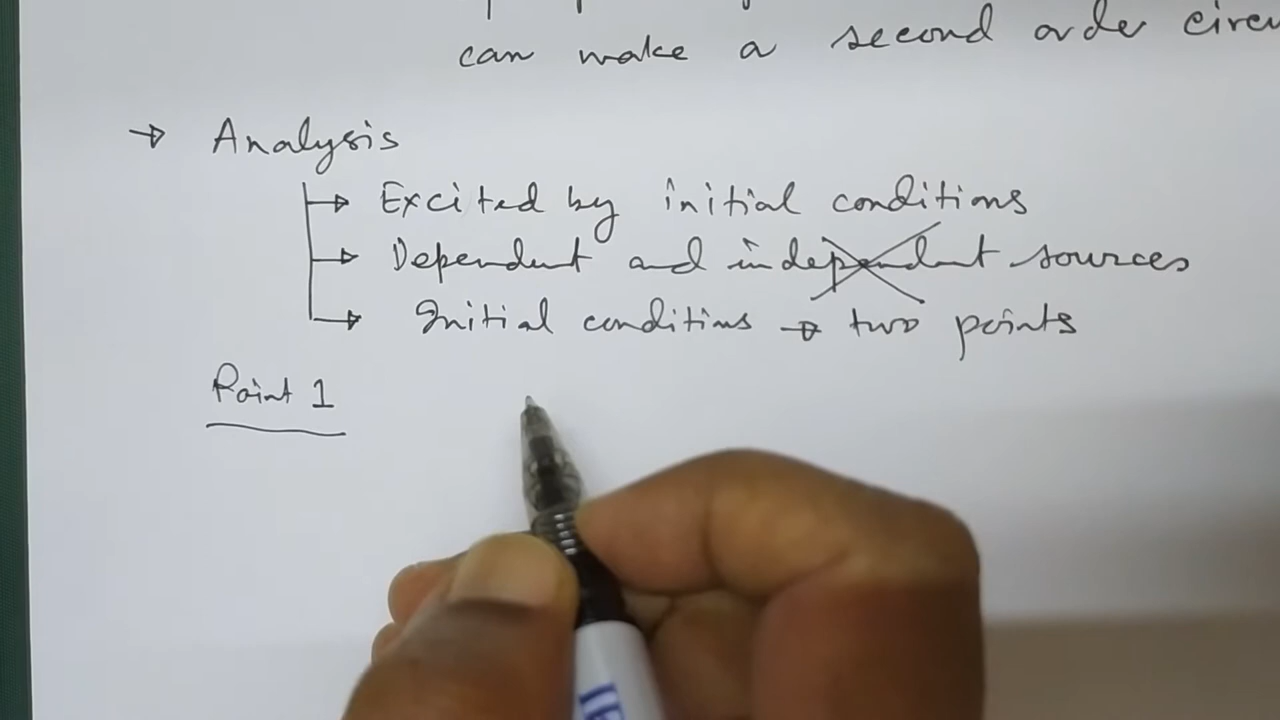 can make a second order
→ Analysis
→ Excited by initial conditions
→ Dependent and independent sources
→ Initial conditions → two points
Point 1